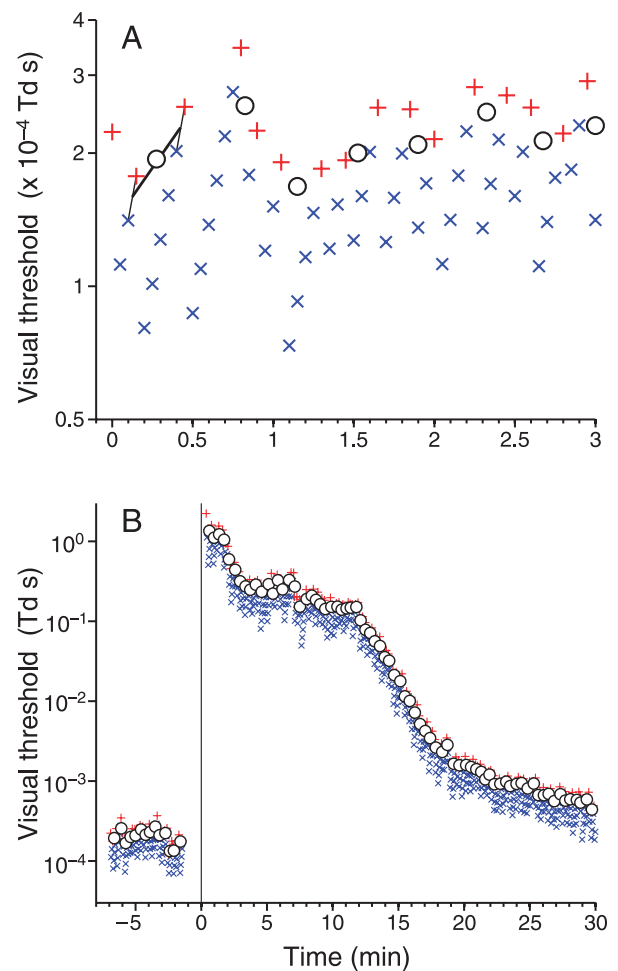 A
Visual threshold (x 10⁻⁴ Td s)
4
3
2
1
0.5
0 0.5 1 1.5 2 2.5 3
B
Visual threshold (Td s)
10⁰
10⁻¹
10⁻²
10⁻³
10⁻⁴
−5 0 5 10 15 20 25 30
Time (min)